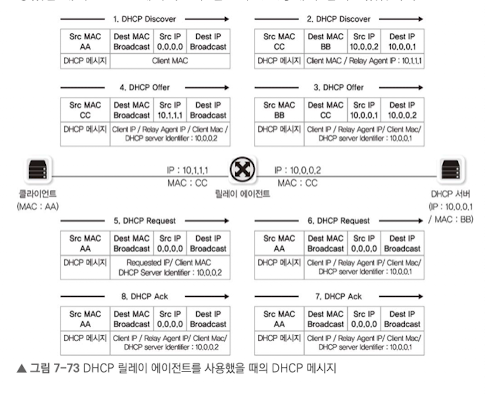 1. DHCP Discover
Src MAC AA Dest MAC Broadcast Src IP 0.0.0.0 Dest IP Broadcast
DHCP 메시지 Client MAC
2. DHCP Discover
Src MAC CC Dest MAC BB Src IP 10.0.0.2 Dest IP 10.0.0.1
DHCP 메시지 Client MAC / Relay Agent IP : 10.1.1.1
4. DHCP Offer
Src MAC CC Dest MAC Broadcast Src IP 10.1.1.1 Dest IP Broadcast
DHCP 메시지 Client IP / Relay Agent IP / Client Mac /
DHCP server Identifier : 10.0.0.2
3. DHCP Offer
Src MAC BB Dest MAC CC Src IP 10.0.0.1 Dest IP 10.0.0.2
DHCP 메시지 Client IP / Relay Agent IP / Client Mac/
DHCP server Identifier : 10.0.0.1
IP : 10.1.1.1
MAC : CC
IP : 10.0.0.2
MAC : CC
클라이언트
(MAC : AA)
릴레이 에이전트
DHCP 서버
(IP : 10.0.0.1
/ MAC : BB)
5. DHCP Request
Src MAC AA Dest MAC Broadcast Src IP 0.0.0.0 Dest IP Broadcast
DHCP 메시지 Requested IP/ Client MAC
DHCP Server Identifier : 10.0.0.2
6. DHCP Request
Src MAC AA Dest MAC Broadcast Src IP 0.0.0.0 Dest IP Broadcast
DHCP 메시지 Client IP / Relay Agent IP/ Client Mac/
DHCP server Identifier : 10.0.0.1
8. DHCP Ack
Src MAC AA Dest MAC Broadcast Src IP 0.0.0.0 Dest IP Broadcast
DHCP 메시지 Client IP / Relay Agent IP/ Client Mac/
DHCP server Identifier : 10.0.0.2
7. DHCP Ack
Src MAC AA Dest MAC Broadcast Src IP 0.0.0.0 Dest IP Broadcast
DHCP 메시지 Client IP / Relay Agent IP/ Client Mac/
DHCP server Identifier : 10.0.0.1
▲ 그림 7-73 DHCP 릴레이 에이전트를 사용했을 때의 DHCP 메시지